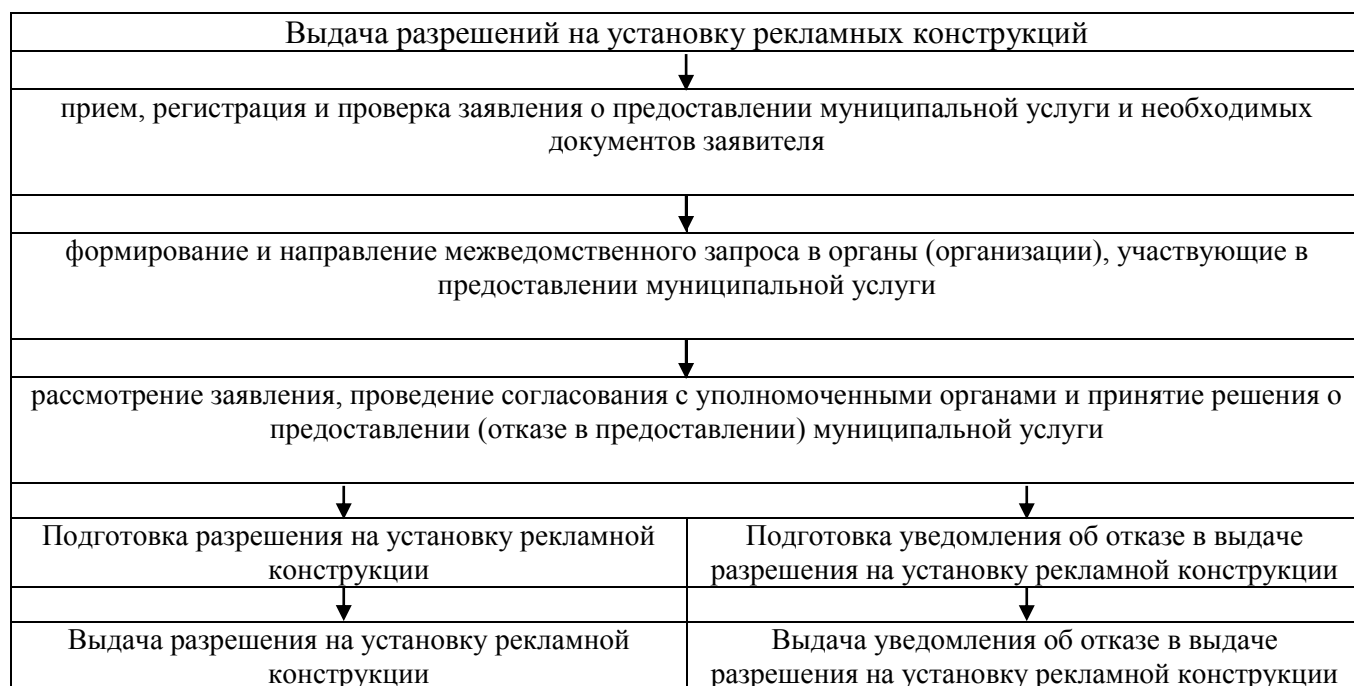 Выдача разрешений на установку рекламных конструкций
прием, регистрация и проверка заявления о предоставлении муниципальной услуги и необходимых
документов заявителя
формирование и направление межведомственного запроса в органы (организации), участвующие в
предоставлении муниципальной услуги
рассмотрение заявления, проведение согласования с уполномоченными органами и принятие решения о
предоставлении (отказе в предоставлении) муниципальной услуги
Подготовка разрешения на установку рекламной
конструкции
Подготовка уведомления об отказе в выдаче
разрешения на установку рекламной конструкции
Выдача разрешения на установку рекламной
конструкции
Выдача уведомления об отказе в выдаче
разрешения на установку рекламной конструкции